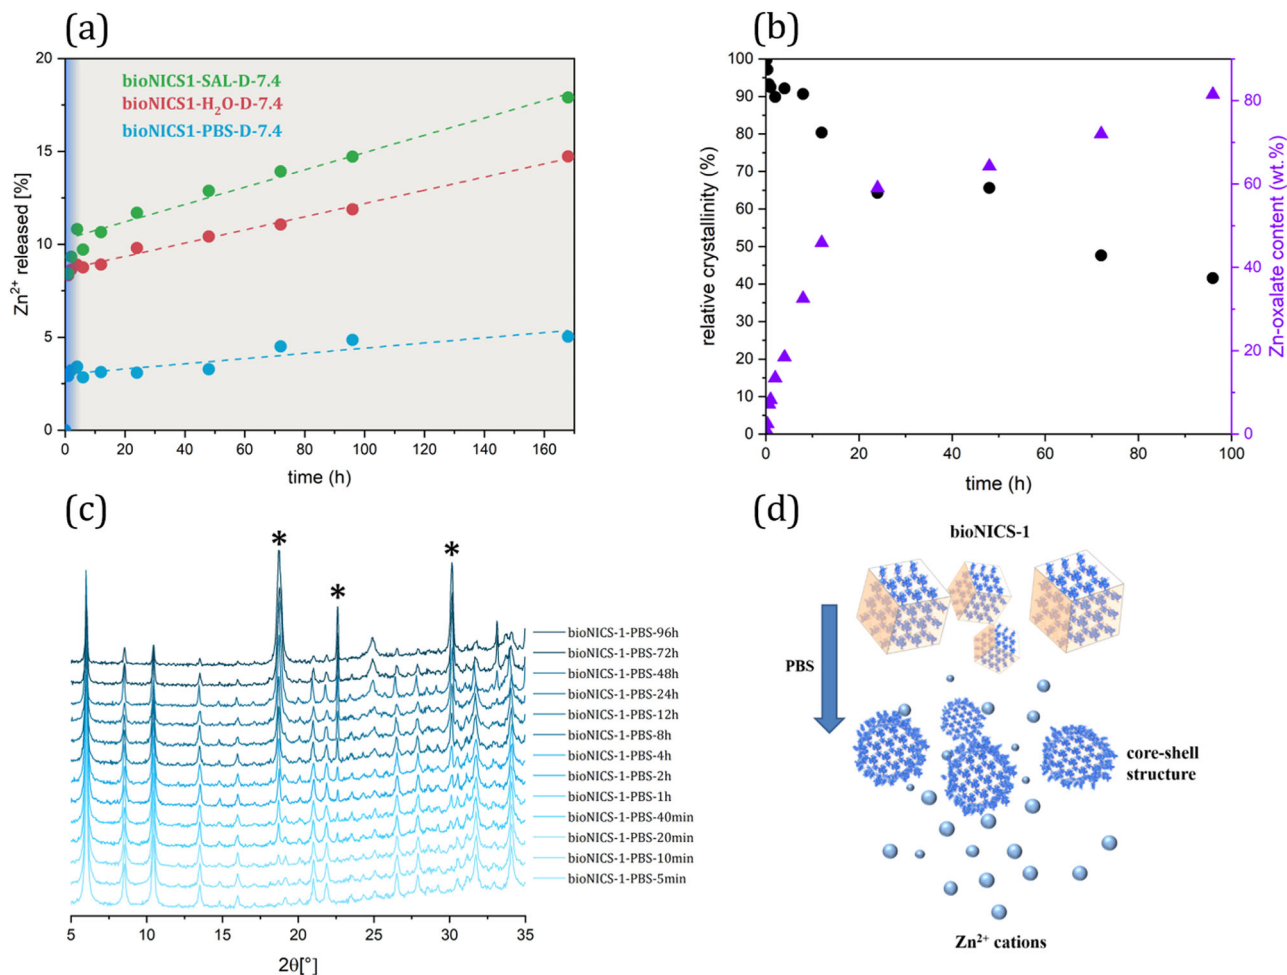 (a)
20
15
10
5
0
Zn²⁺ released [%]
bioNICS1-SAL-D-7.4
bioNICS1-H₂O-D-7.4
bioNICS1-PBS-D-7.4
0 20 40 60 80 100 120 140 160
time (h)
(b)
100
90
80
70
60
50
40
30
20
10
0
relative crystallinity (%)
80
60
40
20
0
Zn-oxalate content (wt.%)
0 20 40 60 80 100
time (h)
(c)
* * *
bioNICS-1-PBS-96h
bioNICS-1-PBS-72h
bioNICS-1-PBS-48h
bioNICS-1-PBS-24h
bioNICS-1-PBS-12h
bioNICS-1-PBS-8h
bioNICS-1-PBS-4h
bioNICS-1-PBS-2h
bioNICS-1-PBS-1h
bioNICS-1-PBS-40min
bioNICS-1-PBS-20min
bioNICS-1-PBS-10min
bioNICS-1-PBS-5min
5 10 15 20 25 30 35
2θ[°]
(d)
bioNICS-1
PBS
core-shell
structure
Zn²⁺ cations